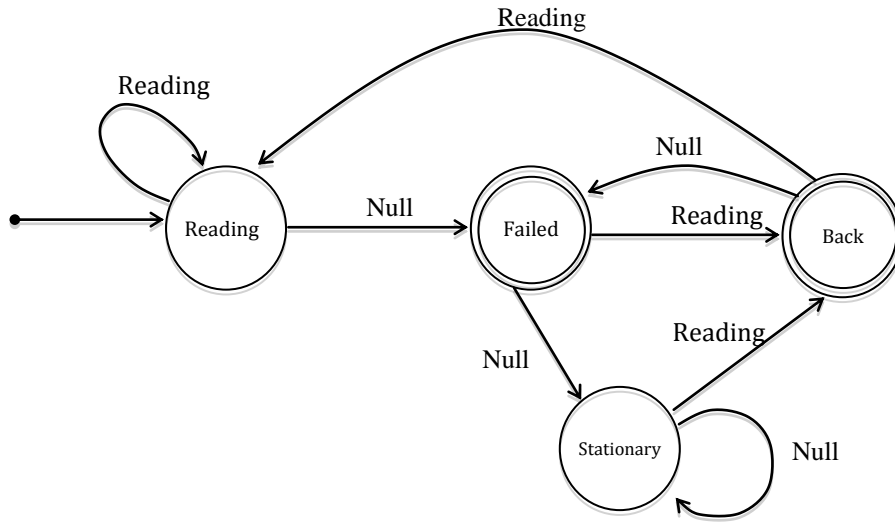 Reading
Reading
Null
Null
Reading
Reading
Failed
Back
Reading
Null
Stationary
Null